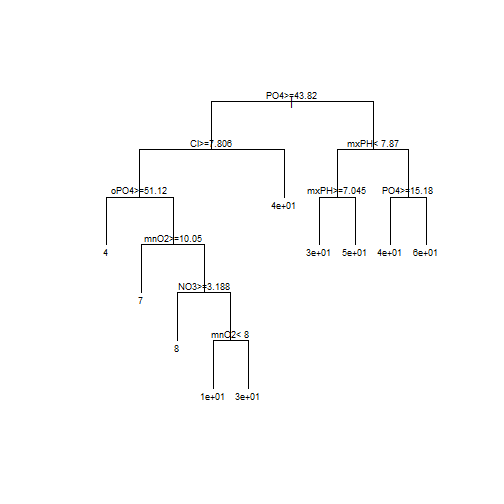 PO4>=43.82
Cl>=7.806
mxPH< 7.87
oPO4>=51.12
4e+01
mxPH>=7.045
PO4>=15.18
4
mnO2>=10.05
3e+01
5e+01
4e+01
6e+01
7
NO3>=3.188
8
mnO2< 8
1e+01
3e+01